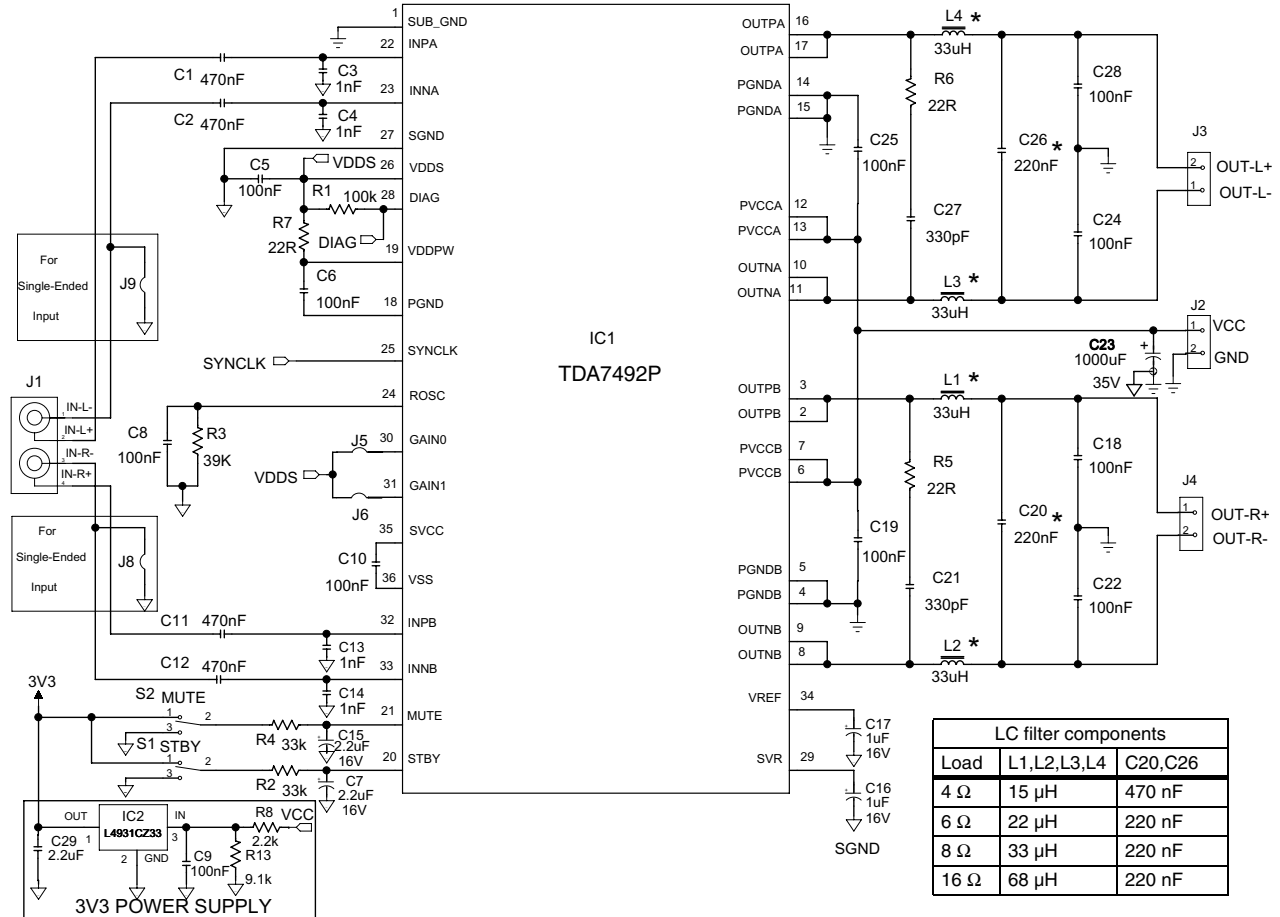 1 SUB_GND
22 INPA
C1 470nF
C3 1nF
23 INNA
C2 470nF
C4 1nF
27 SGND
VDDS
C5 100nF
26 VDDS
R1 100k
28 DIAG
R7 22R
DIAG
19 VDDPW
C6 100nF
18 PGND
For
Single-Ended
Input
J9
25 SYNCLK
SYNCLK
24 ROSC
J1
IN-L- 1
IN-L+ 2
IN-R- 3
IN-R+ 4
C8 100nF
R3 39K
30 GAIN0
J5
VDDS
31 GAIN1
J6
35 SVCC
C10 100nF
36 VSS
For
Single-Ended
Input
J8
32 INPB
C11 470nF
C13 1nF
33 INNB
C12 470nF
C14 1nF
3V3
S2 MUTE
1 2 3
21 MUTE
R4 33k
C15 2.2uF 16V
S1 STBY
1 2 3
20 STBY
R2 33k
C7 2.2uF 16V
OUT 1
IC2
L4931CZ33
IN 3
2 GND
R8 2.2k
VCC
C29 2.2uF
C9 100nF
R13 9.1k
3V3 POWER SUPPLY
IC1
TDA7492P
OUTPA 16
OUTPA 17
L4 *
33uH
PGNDA 14
PGNDA 15
R6 22R
C28 100nF
C25 100nF
C26 *
220nF
J3
2 OUT-L+
1 OUT-L-
PVCCA 12
PVCCA 13
C27 330pF
C24 100nF
OUTNA 10
OUTNA 11
L3 *
33uH
J2
1 VCC
2 GND
C23 +
1000uF
35V
OUTPB 3
OUTPB 2
L1 *
33uH
PVCCB 7
PVCCB 6
R5 22R
C18 100nF
C19 100nF
C20 *
220nF
J4
1 OUT-R+
2 OUT-R-
PGNDB 5
PGNDB 4
C21 330pF
C22 100nF
OUTNB 9
OUTNB 8
L2 *
33uH
VREF 34
C17 1uF 16V
SVR 29
C16 1uF 16V
SGND
LC filter components
Load L1,L2,L3,L4 C20,C26
4 Ω 15 µH 470 nF
6 Ω 22 µH 220 nF
8 Ω 33 µH 220 nF
16 Ω 68 µH 220 nF